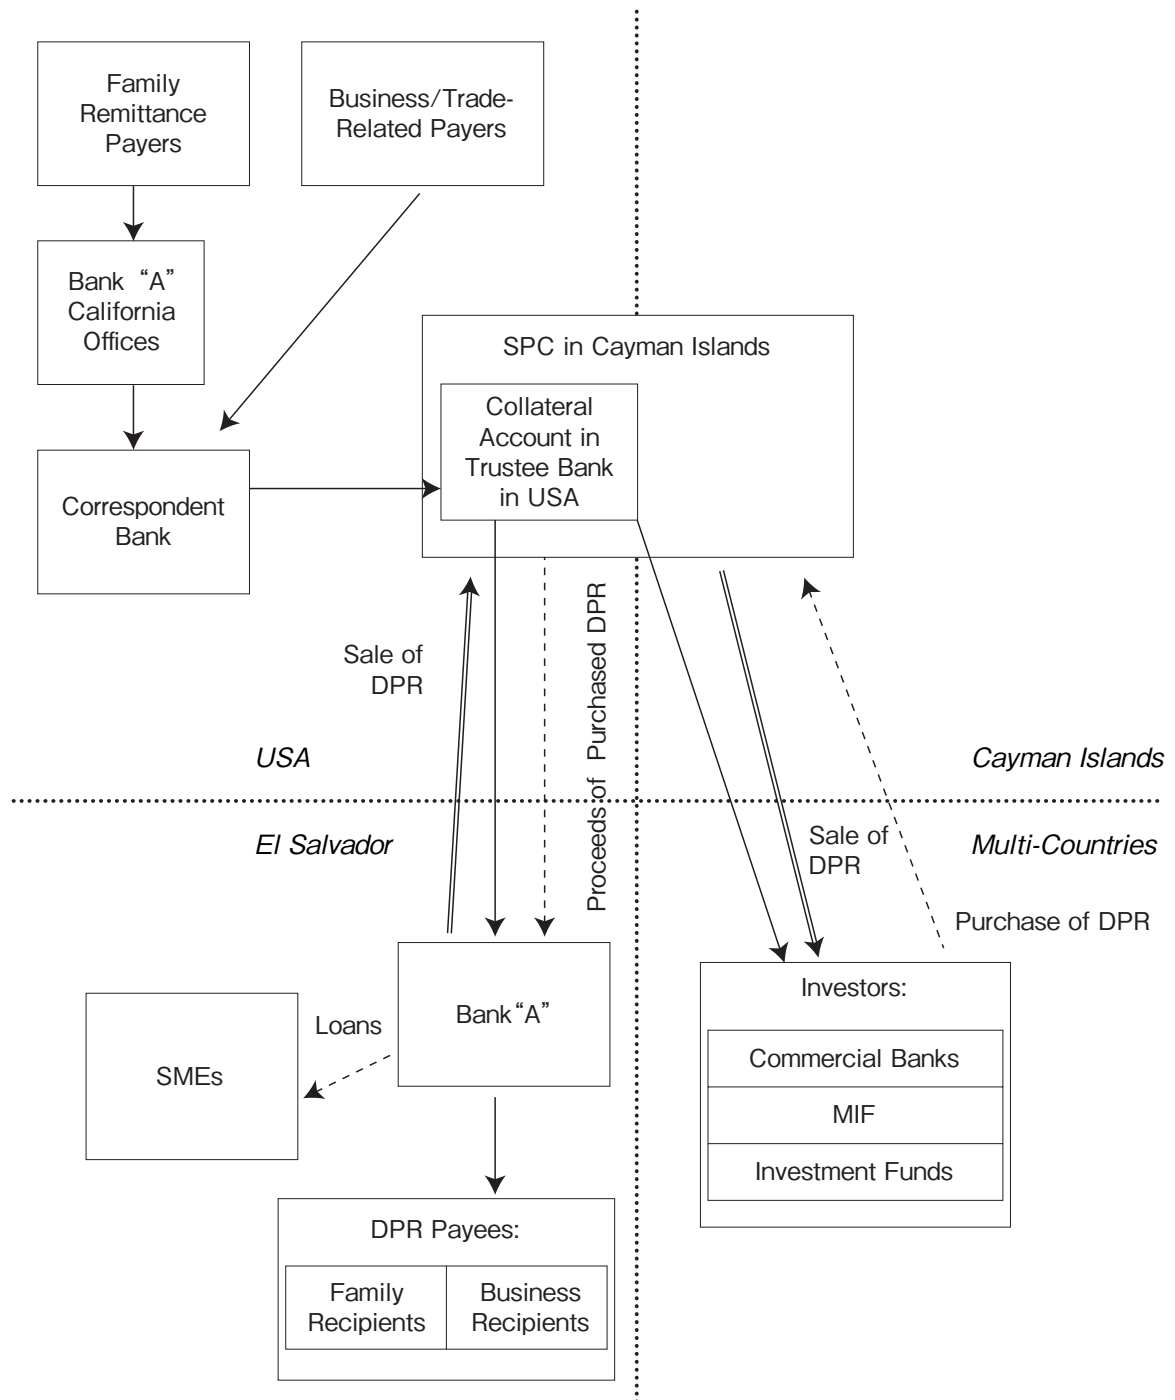 Family
Remittance
Payers
Business/Trade-
Related Payers
Bank “A”
California
Offices
SPC in Cayman Islands
Collateral
Account in
Trustee Bank
in USA
Correspondent
Bank
Sale of
DPR
Proceeds of Purchased DPR
USA
Cayman Islands
El Salvador
Multi-Countries
Sale of
DPR
Purchase of DPR
Bank “A”
Loans
SMEs
Investors:
Commercial Banks
MIF
Investment Funds
DPR Payees:
Family
Recipients
Business
Recipients